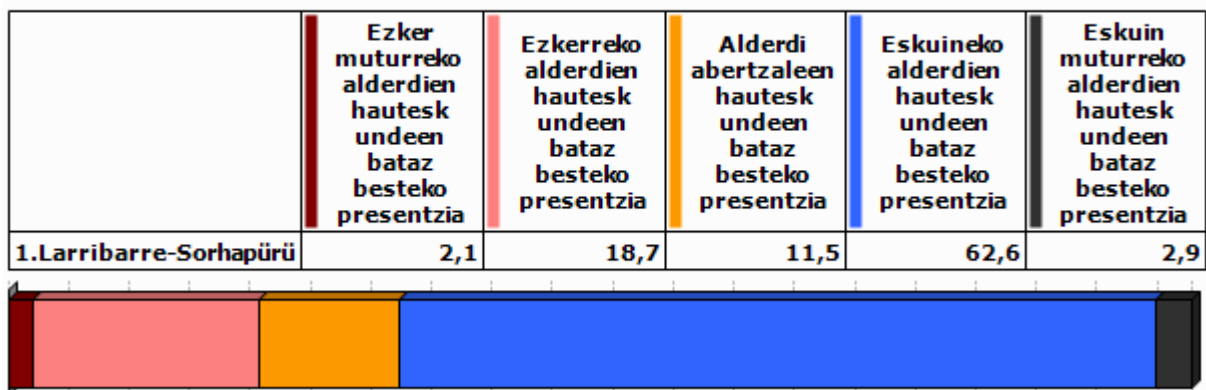 Ezker
muturreko
alderdien
hautesk
undeen
bataz
besteko
presentzia
Ezkerreko
alderdien
hautesk
undeen
bataz
besteko
presentzia
Alderdi
abertzaleen
hautesk
undeen
bataz
besteko
presentzia
Eskuineko
alderdien
hautesk
undeen
bataz
besteko
presentzia
Eskuin
muturreko
alderdien
hautesk
undeen
bataz
besteko
presentzia
1.Larribarre-Sorhapürü 2,1 18,7 11,5 62,6 2,9